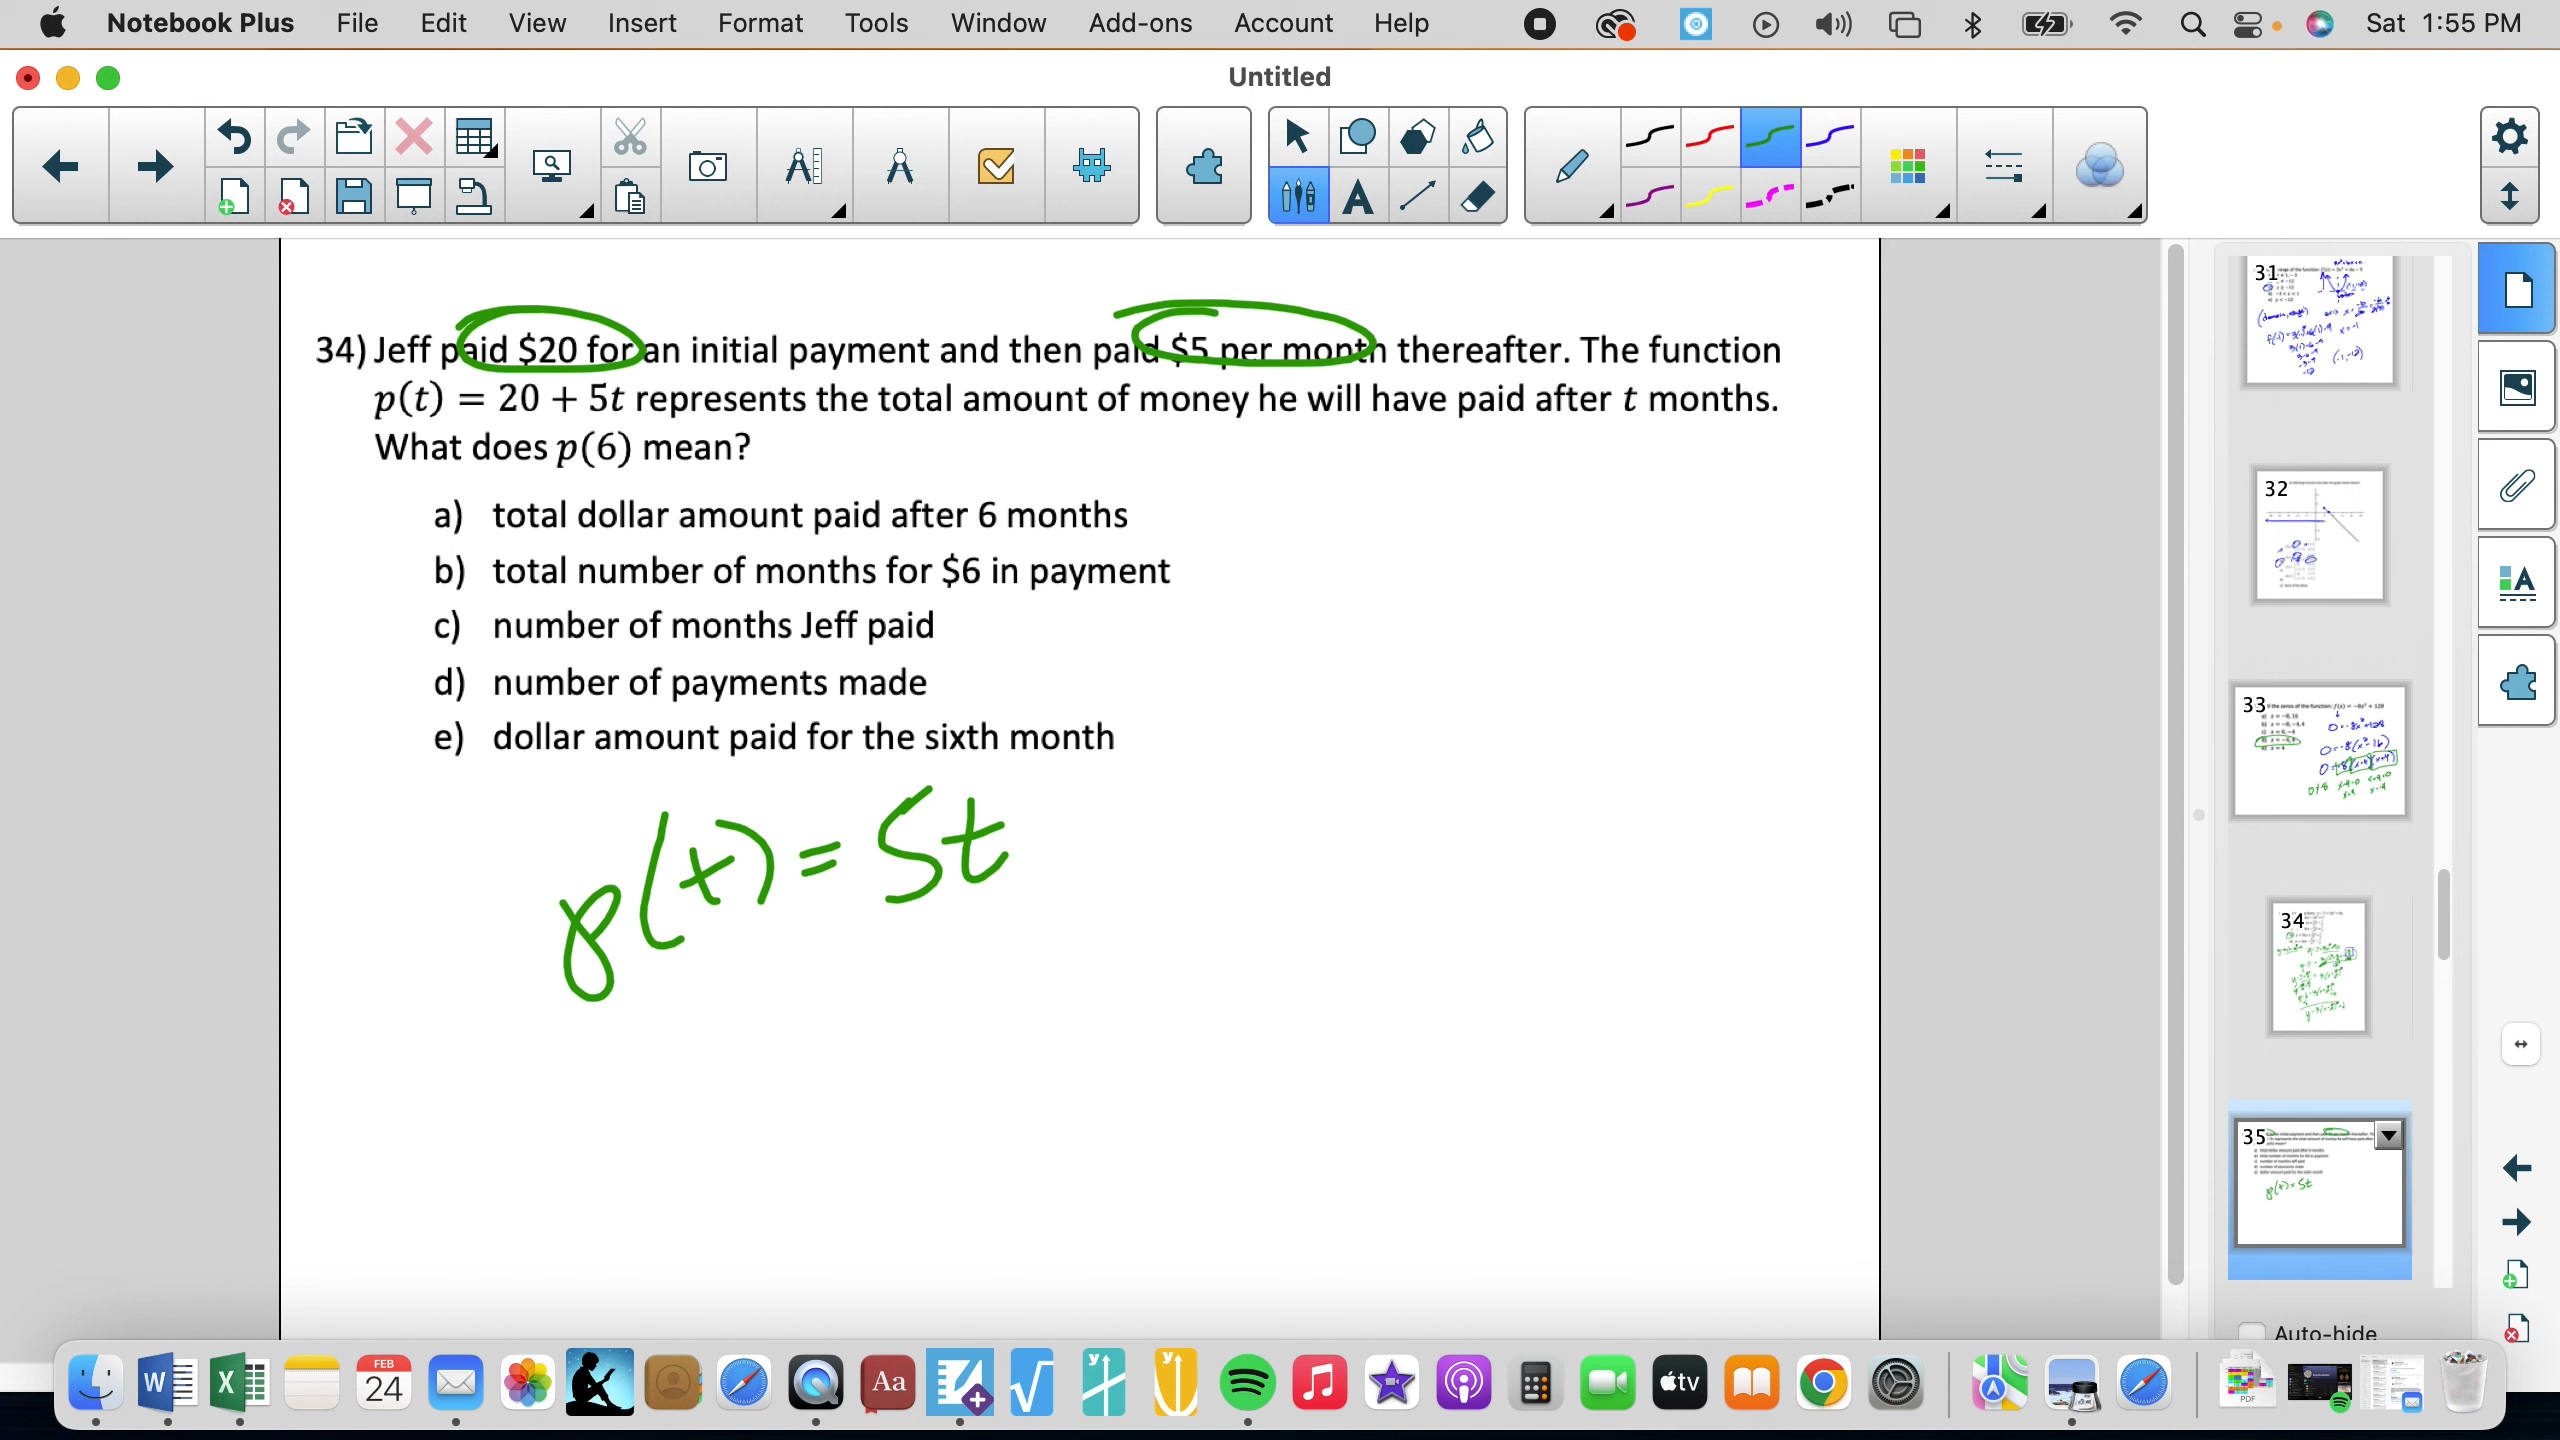 Notebook Plus File Edit View Insert Format Tools Window Add-ons Account Help Sat 1:55 PM
Untitled
34) Jeff paid $20 for an initial payment and then paid $5 per month thereafter. The function
p(t) = 20 + 5t represents the total amount of money he will have paid after t months.
What does p(6) mean?
a) total dollar amount paid after 6 months
b) total number of months for $6 in payment
c) number of months Jeff paid
d) number of payments made
e) dollar amount paid for the sixth month
p(t) = 5t
31
32
33
34
35
Auto-hide
FEB
24
Aa
tv
PDF